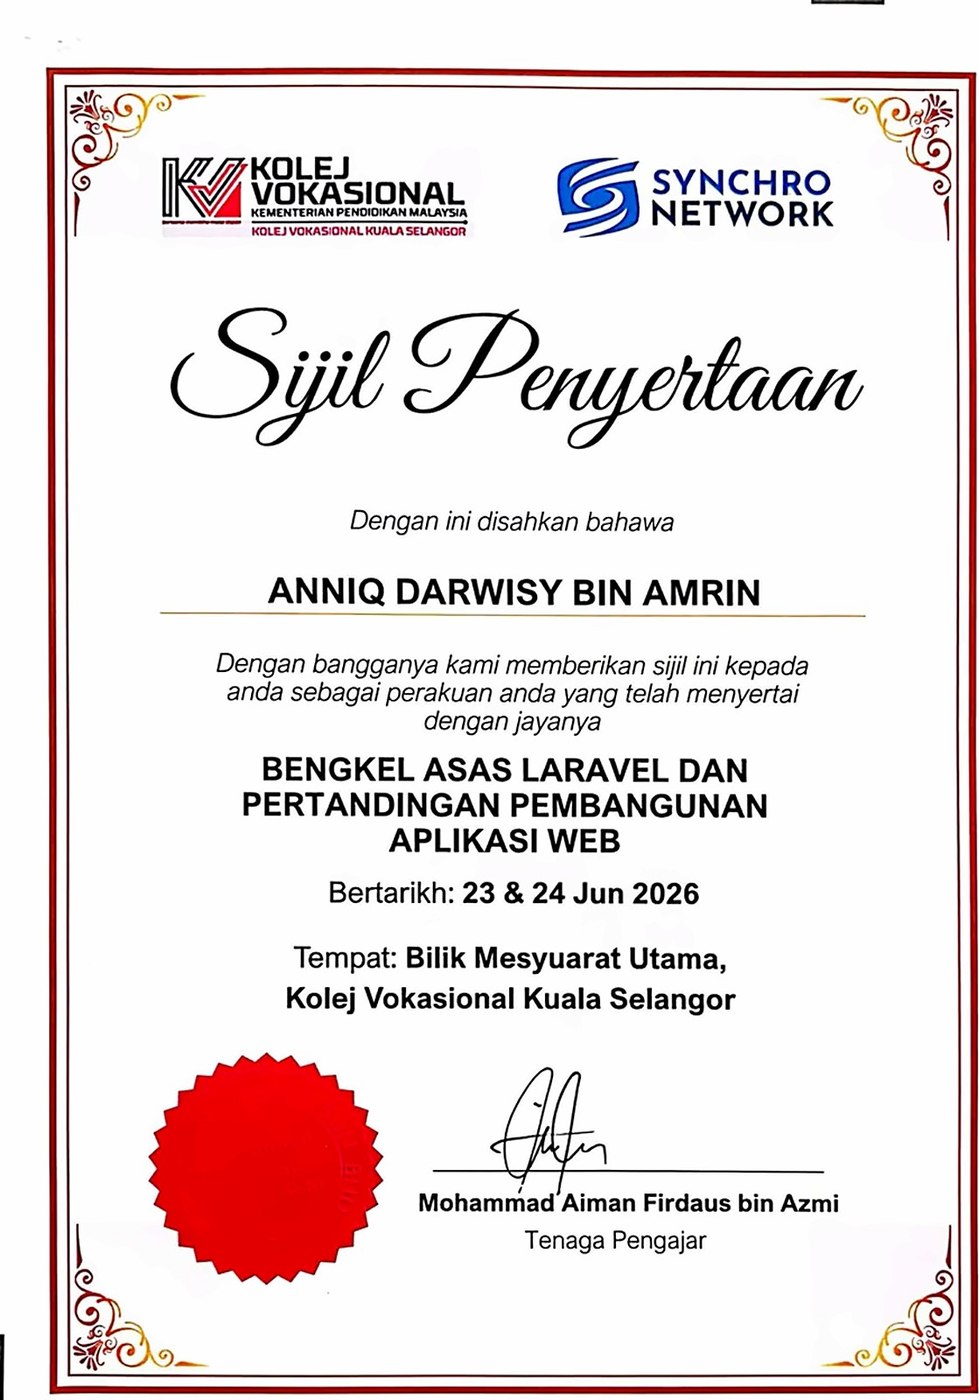 KOLEJ
VOKASIONAL
KEMENTERIAN PENDIDIKAN MALAYSIA
KOLEJ VOKASIONAL KUALA SELANGOR
SYNCHRO
NETWORK
Sijil Penyertaan
Dengan ini disahkan bahawa
ANNIQ DARWISY BIN AMRIN
Dengan bangganya kami memberikan sijil ini kepada
anda sebagai perakuan anda yang telah menyertai
dengan jayanya
BENGKEL ASAS LARAVEL DAN
PERTANDINGAN PEMBANGUNAN
APLIKASI WEB
Bertarikh: 23 & 24 Jun 2026
Tempat: Bilik Mesyuarat Utama,
Kolej Vokasional Kuala Selangor
Mohammad Aiman Firdaus bin Azmi
Tenaga Pengajar